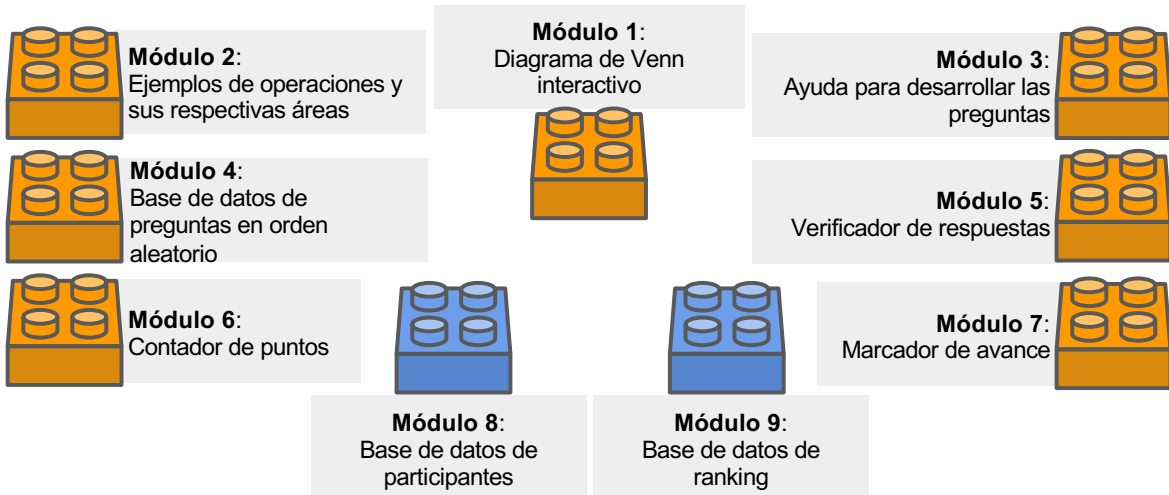 Módulo 1:
Diagrama de Venn
interactivo
Módulo 2:
Ejemplos de operaciones y
sus respectivas áreas
Módulo 3:
Ayuda para desarrollar las
preguntas
Módulo 4:
Base de datos de
preguntas en orden
aleatorio
Módulo 5:
Verificador de respuestas
Módulo 6:
Contador de puntos
Módulo 7:
Marcador de avance
Módulo 8:
Base de datos de
participantes
Módulo 9:
Base de datos de
ranking